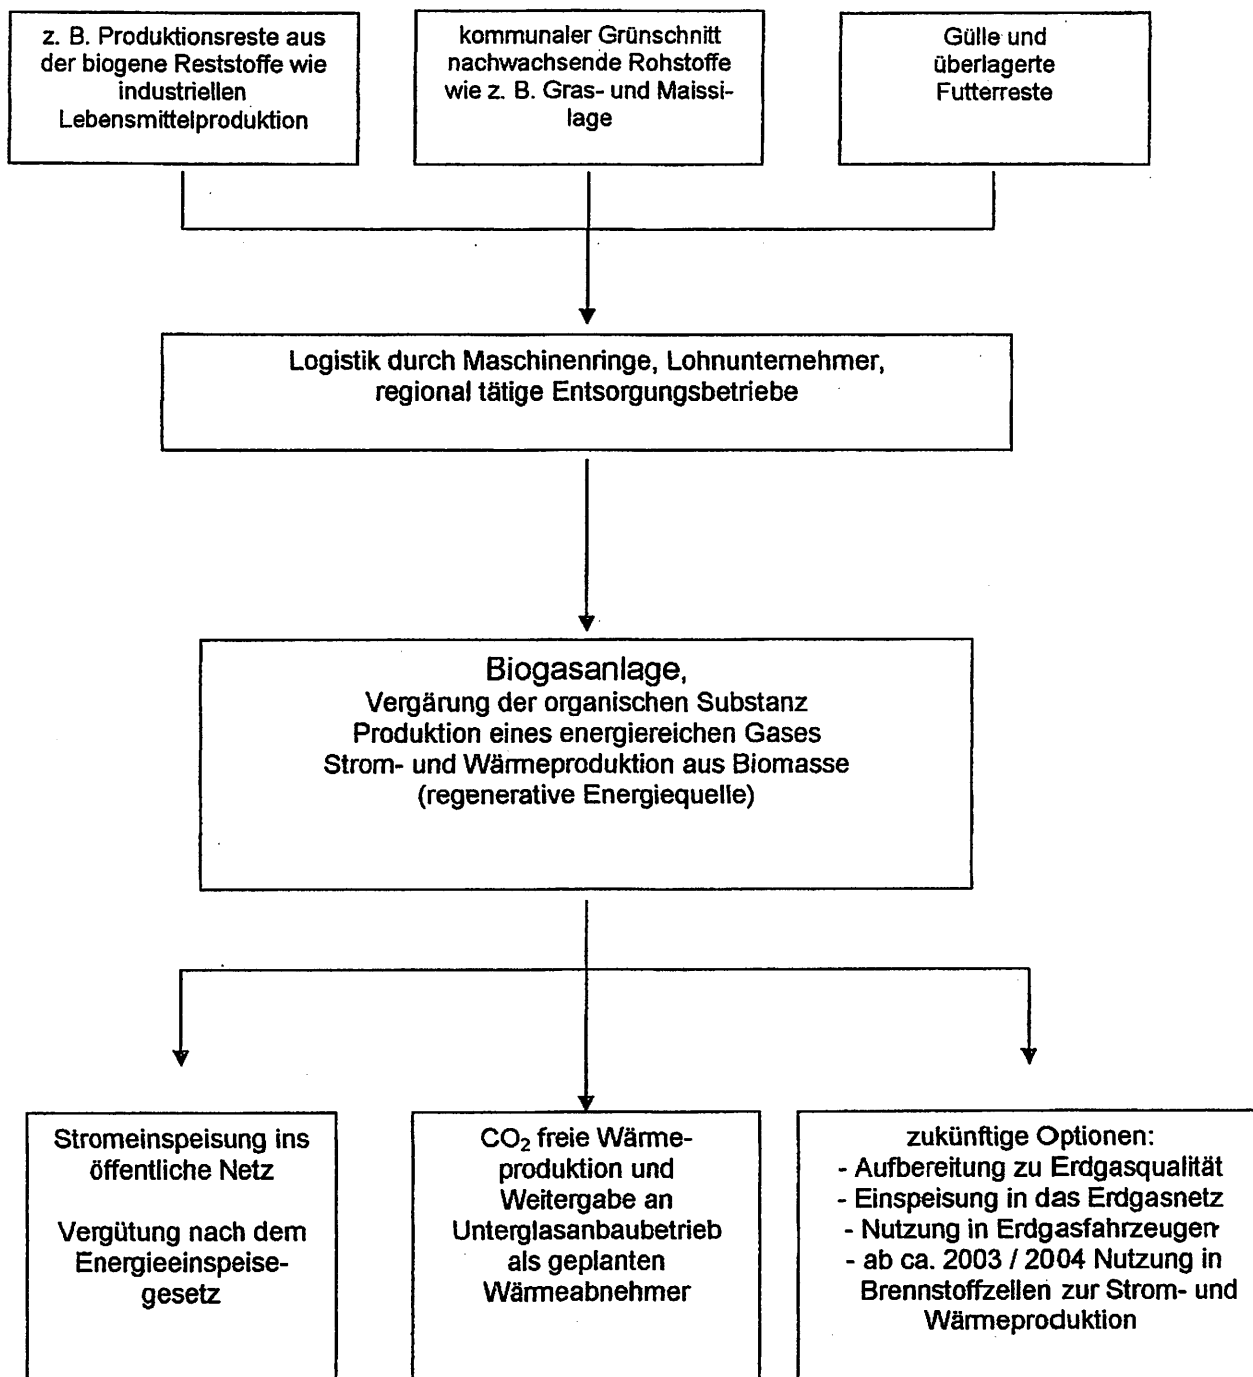 z. B. Produktionsreste aus
der biogene Reststoffe wie
industriellen
Lebensmittelproduktion
kommunaler Grünschnitt
nachwachsende Rohstoffe
wie z. B. Gras- und Maissi-
lage
Gülle und
überlagerte
Futterreste
Logistik durch Maschinenringe, Lohnunternehmer,
regional tätige Entsorgungsbetriebe
Biogasanlage,
Vergärung der organischen Substanz
Produktion eines energiereichen Gases
Strom- und Wärmeproduktion aus Biomasse
(regenerative Energiequelle)
Stromeinspeisung ins
öffentliche Netz
Vergütung nach dem
Energieeinspeise-
gesetz
CO₂ freie Wärme-
produktion und
Weitergabe an
Unterglasanbaubetrieb
als geplanten
Wärmeabnehmer
zukünftige Optionen:
- Aufbereitung zu Erdgasqualität
- Einspeisung in das Erdgasnetz
- Nutzung in Erdgasfahrzeugen
- ab ca. 2003 / 2004 Nutzung in
Brennstoffzellen zur Strom- und
Wärmeproduktion